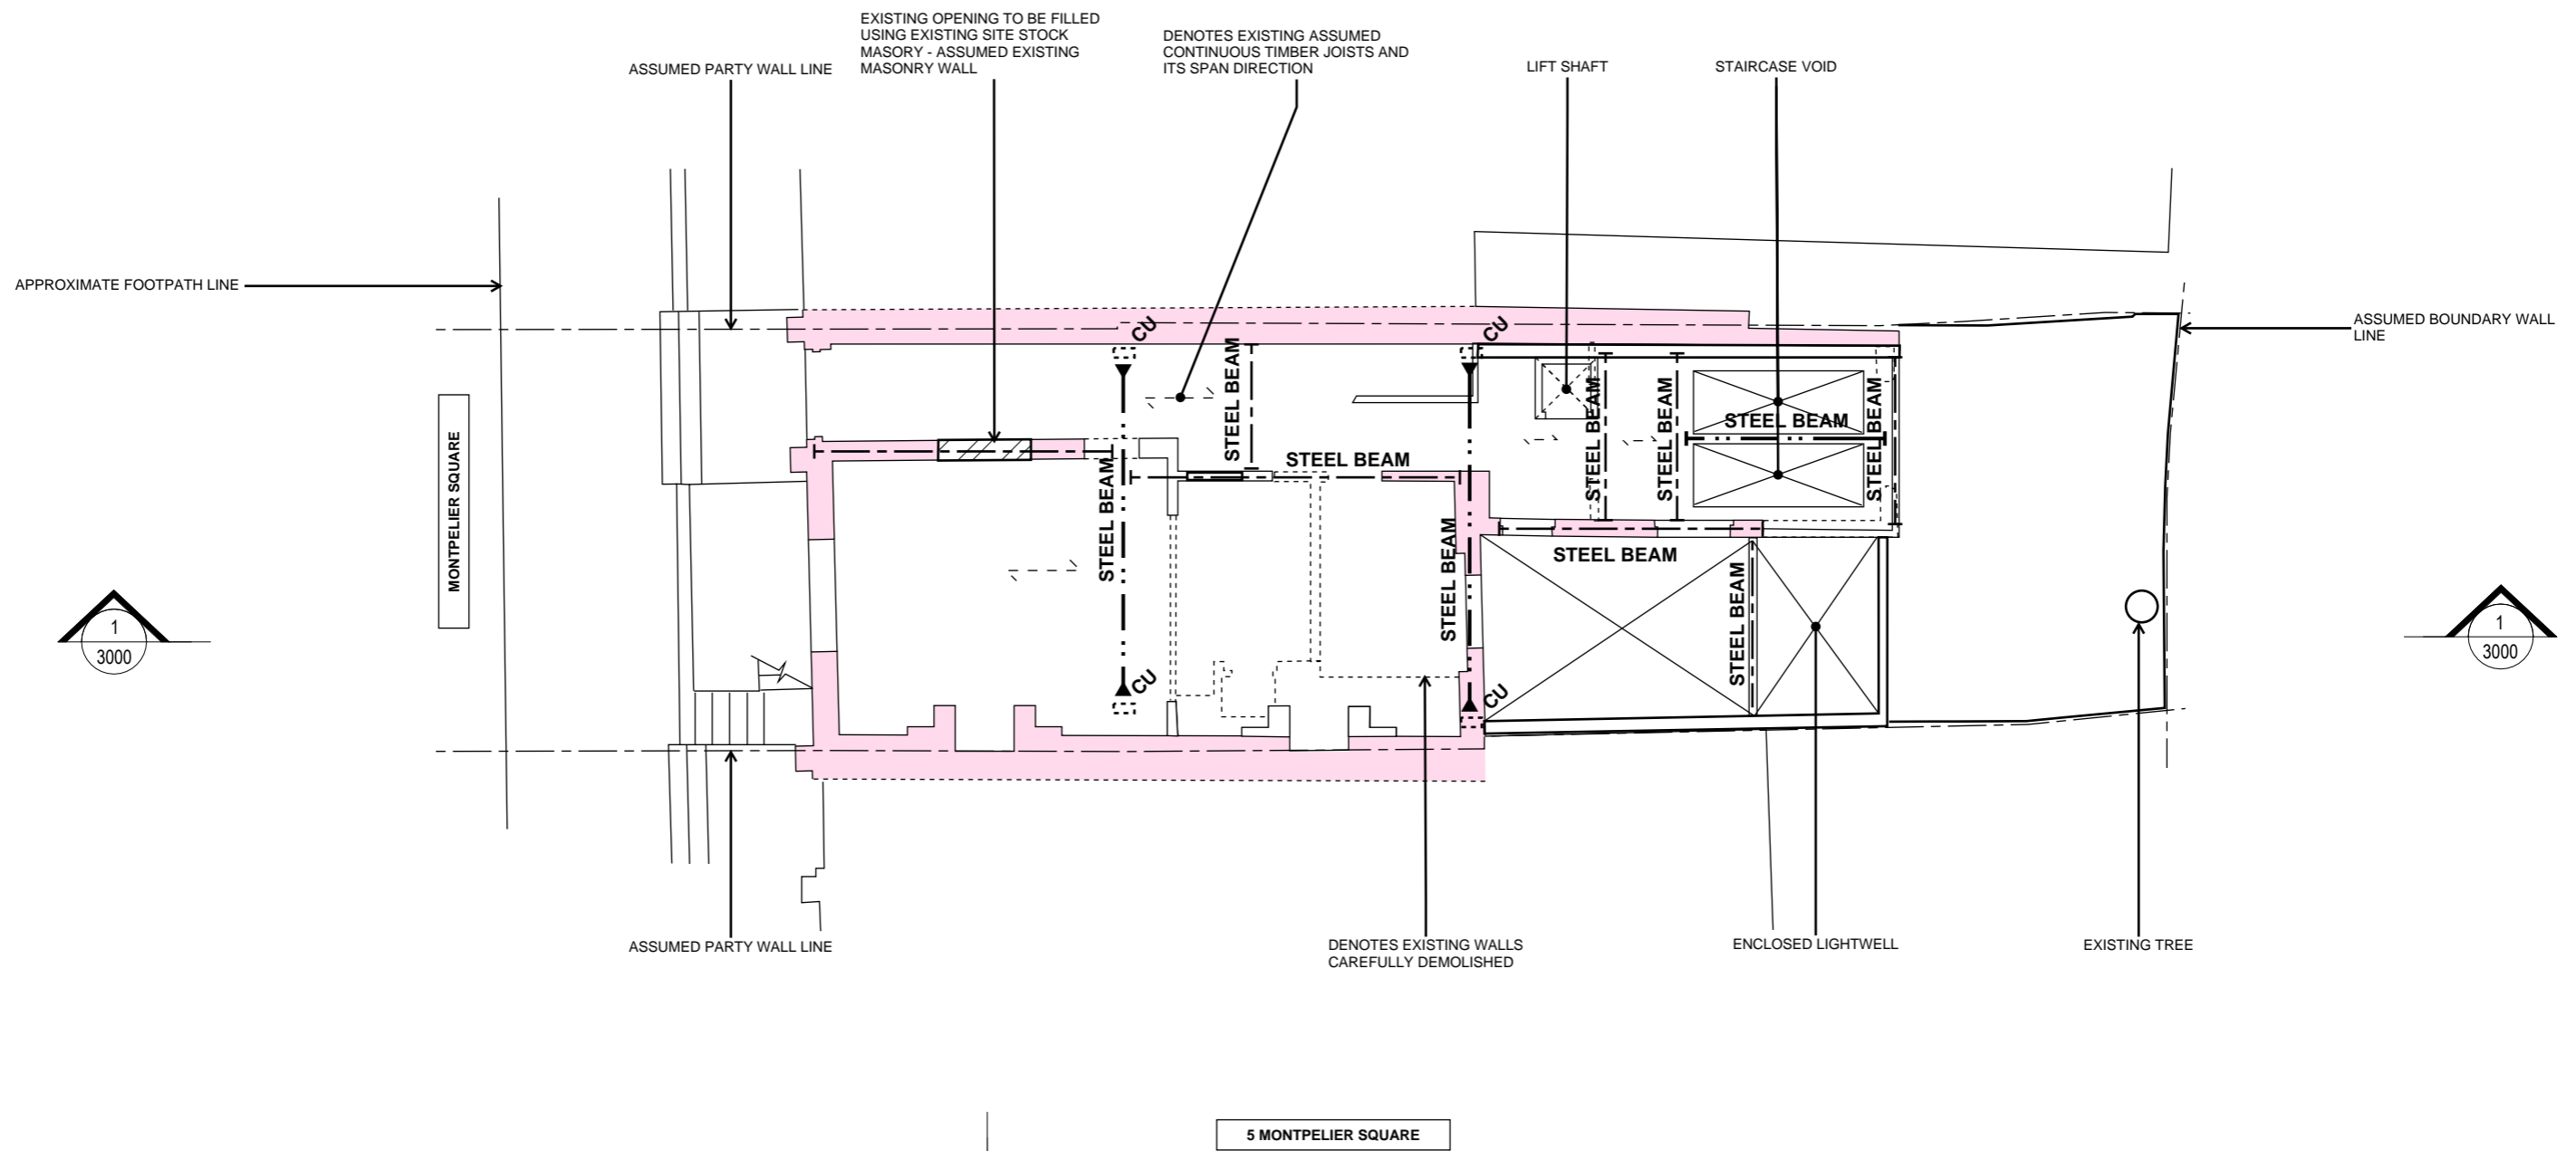 EXISTING OPENING TO BE FILLED
USING EXISTING SITE STOCK
MASORY - ASSUMED EXISTING
MASONRY WALL
DENOTES EXISTING ASSUMED
CONTINUOUS TIMBER JOISTS AND
ITS SPAN DIRECTION
ASSUMED PARTY WALL LINE
LIFT SHAFT
STAIRCASE VOID
APPROXIMATE FOOTPATH LINE
ASSUMED BOUNDARY WALL
LINE
CU
CU
STEEL BEAM
STEEL BEAM
STEEL BEAM
STEEL BEAM
STEEL BEAM
STEEL BEAM
STEEL BEAM
STEEL BEAM
STEEL BEAM
STEEL BEAM
MONTPELIER SQUARE
1
3000
1
3000
CU
CU
ASSUMED PARTY WALL LINE
DENOTES EXISTING WALLS
CAREFULLY DEMOLISHED
ENCLOSED LIGHTWELL
EXISTING TREE
5 MONTPELIER SQUARE